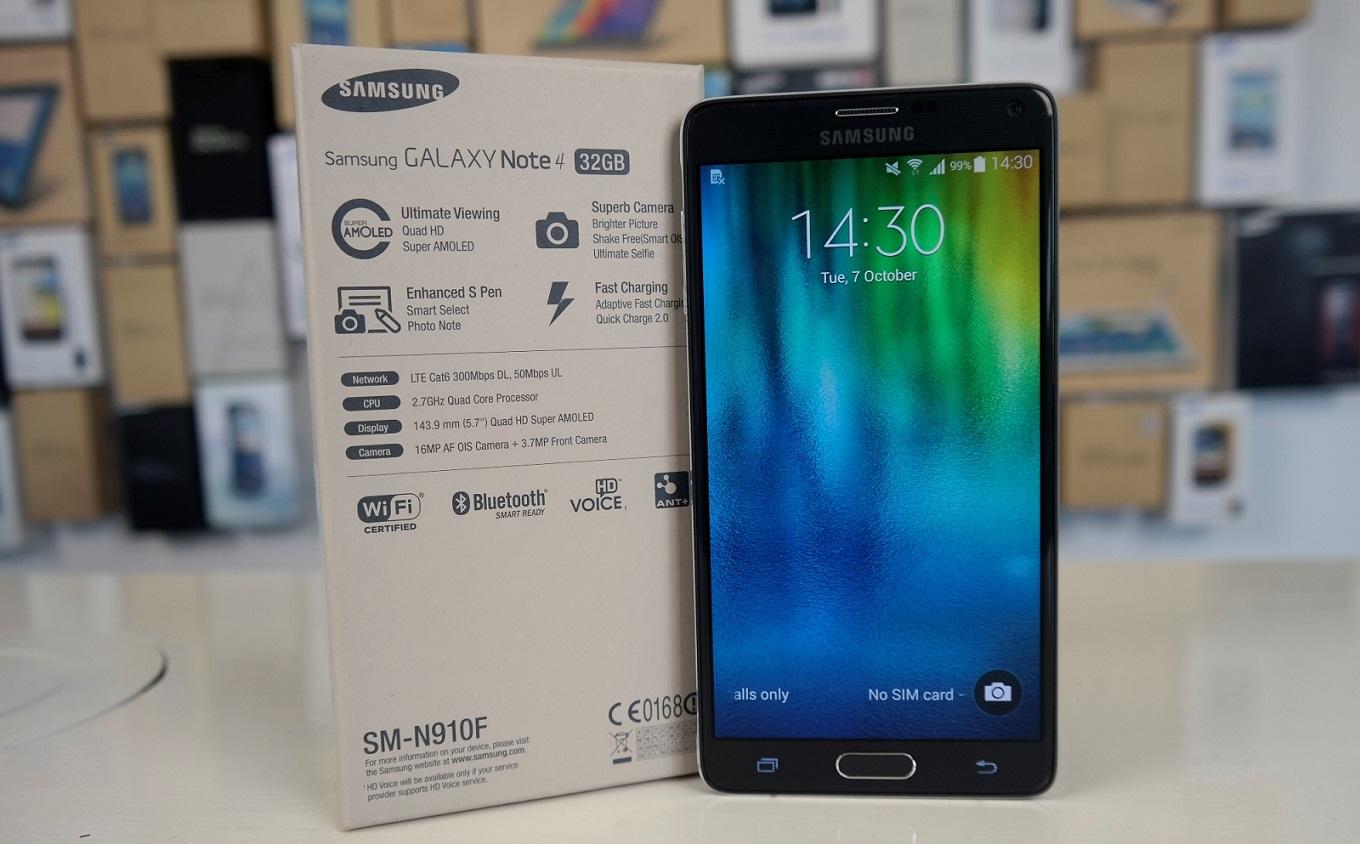 SAMSUNG
Samsung GALAXY Note 4 32GB
SUPER
AMOLED
Ultimate Viewing
Quad HD
Super AMOLED
Superb Camera
Brighter Picture
Shake Free(Smart OIS
Ultimate Selfie
Enhanced S Pen
Smart Select
Photo Note
Fast Charging
Adaptive Fast
Quick Charge 2.0
Network LTE Cat6 300Mbps DL, 50Mbps UL
CPU 2.7GHz Quad Core Processor
Display 143.9 mm (5.7") Quad HD Super AMOLED
Camera 16MP AF OIS Camera + 3.7MP Front Camera
Wi Fi®
CERTIFIED
Bluetooth®
SMART READY
HD™
VOICE 1
ANT+
SM-N910F
For more information on your device, please visit
the Samsung website at www.samsung.com.
¹ HD Voice will be available only if your service
provider supports HD Voice service.
CE0168
SAMSUNG
99% 14:30
14:30
Tue, 7 October
alls only
No SIM card -